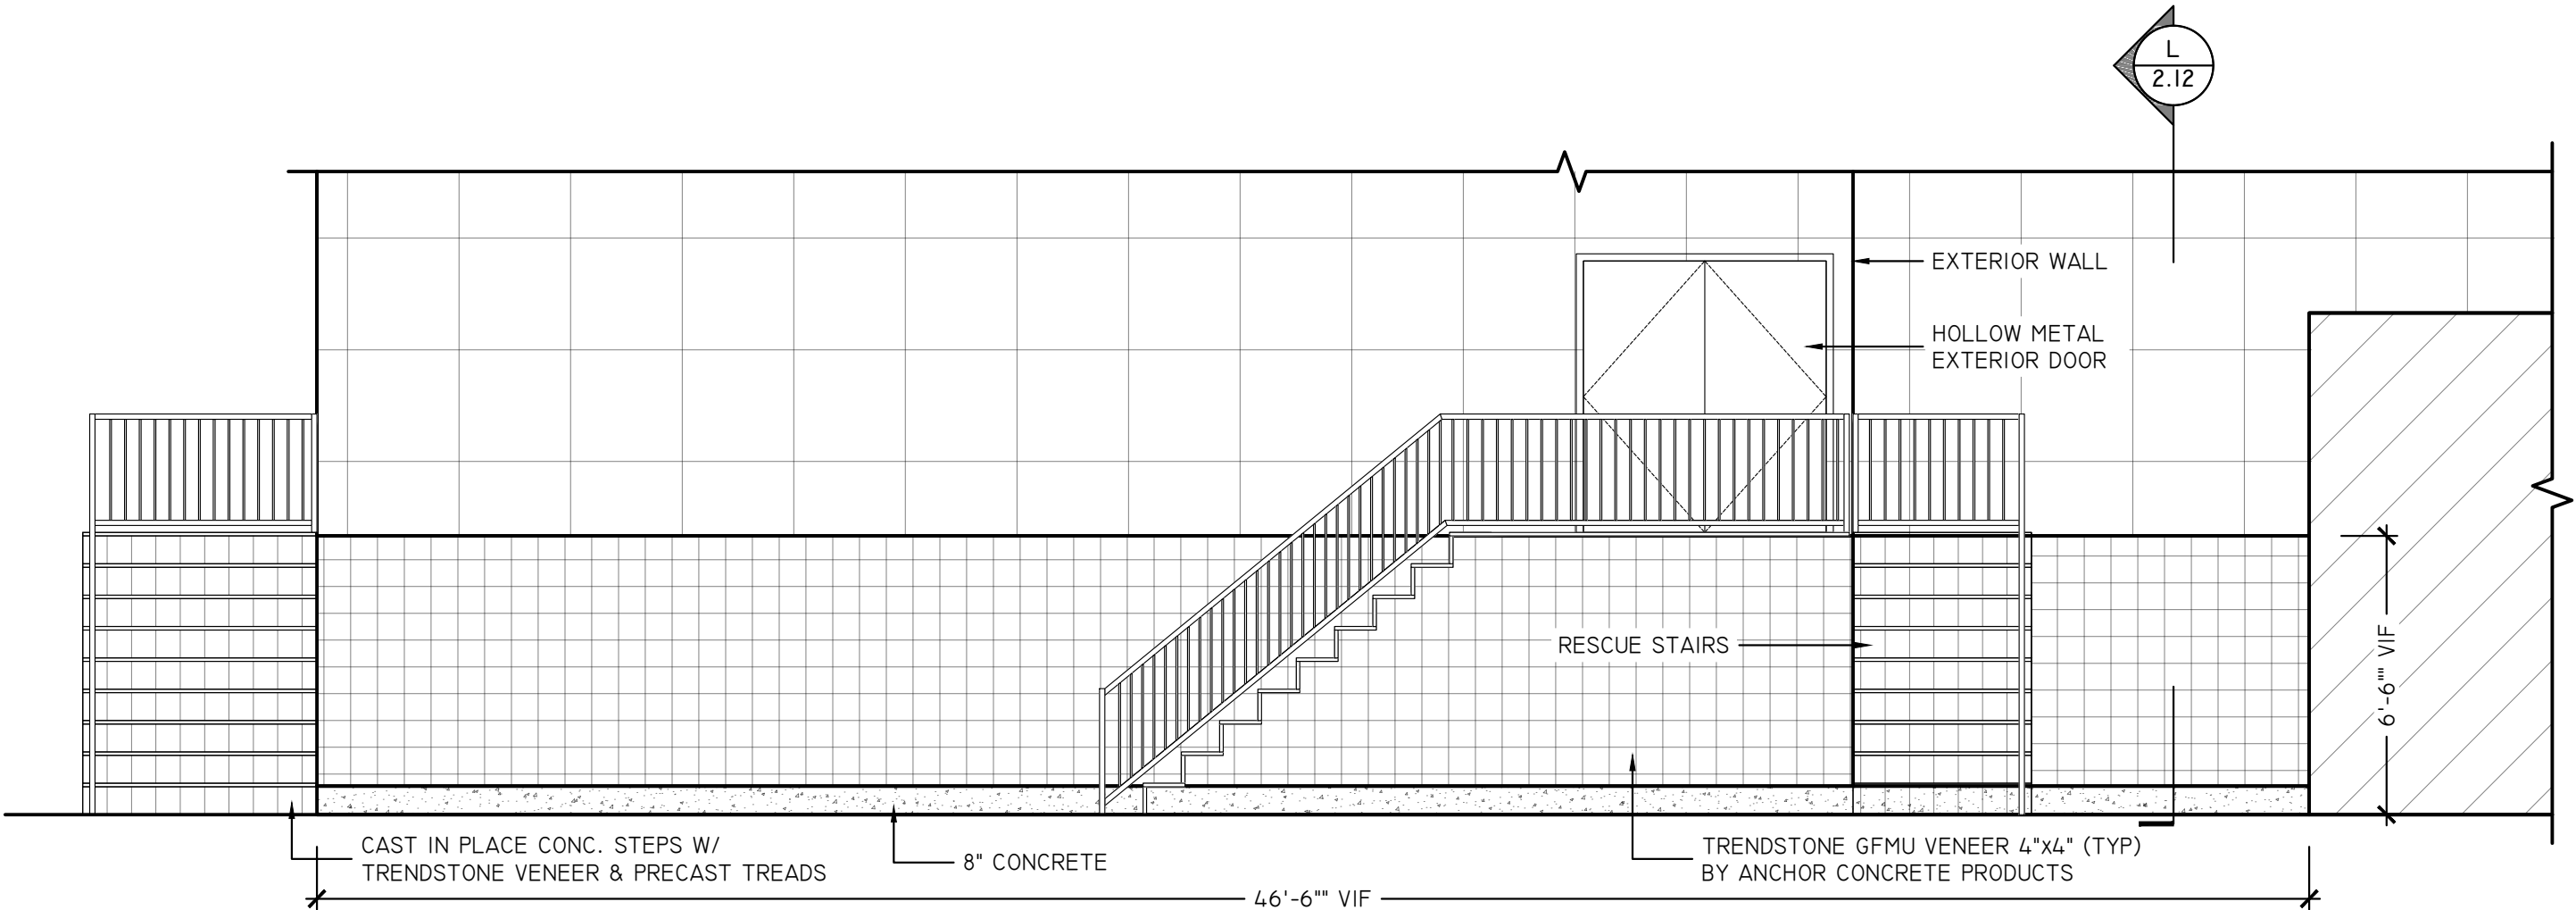 L
2.12
EXTERIOR WALL
HOLLOW METAL
EXTERIOR DOOR
RESCUE STAIRS
6'-6"" VIF
CAST IN PLACE CONC. STEPS W/
TRENDSTONE VENEER & PRECAST TREADS
8" CONCRETE
TRENDSTONE GFMU VENEER 4"x4" (TYP)
BY ANCHOR CONCRETE PRODUCTS
46'-6"" VIF